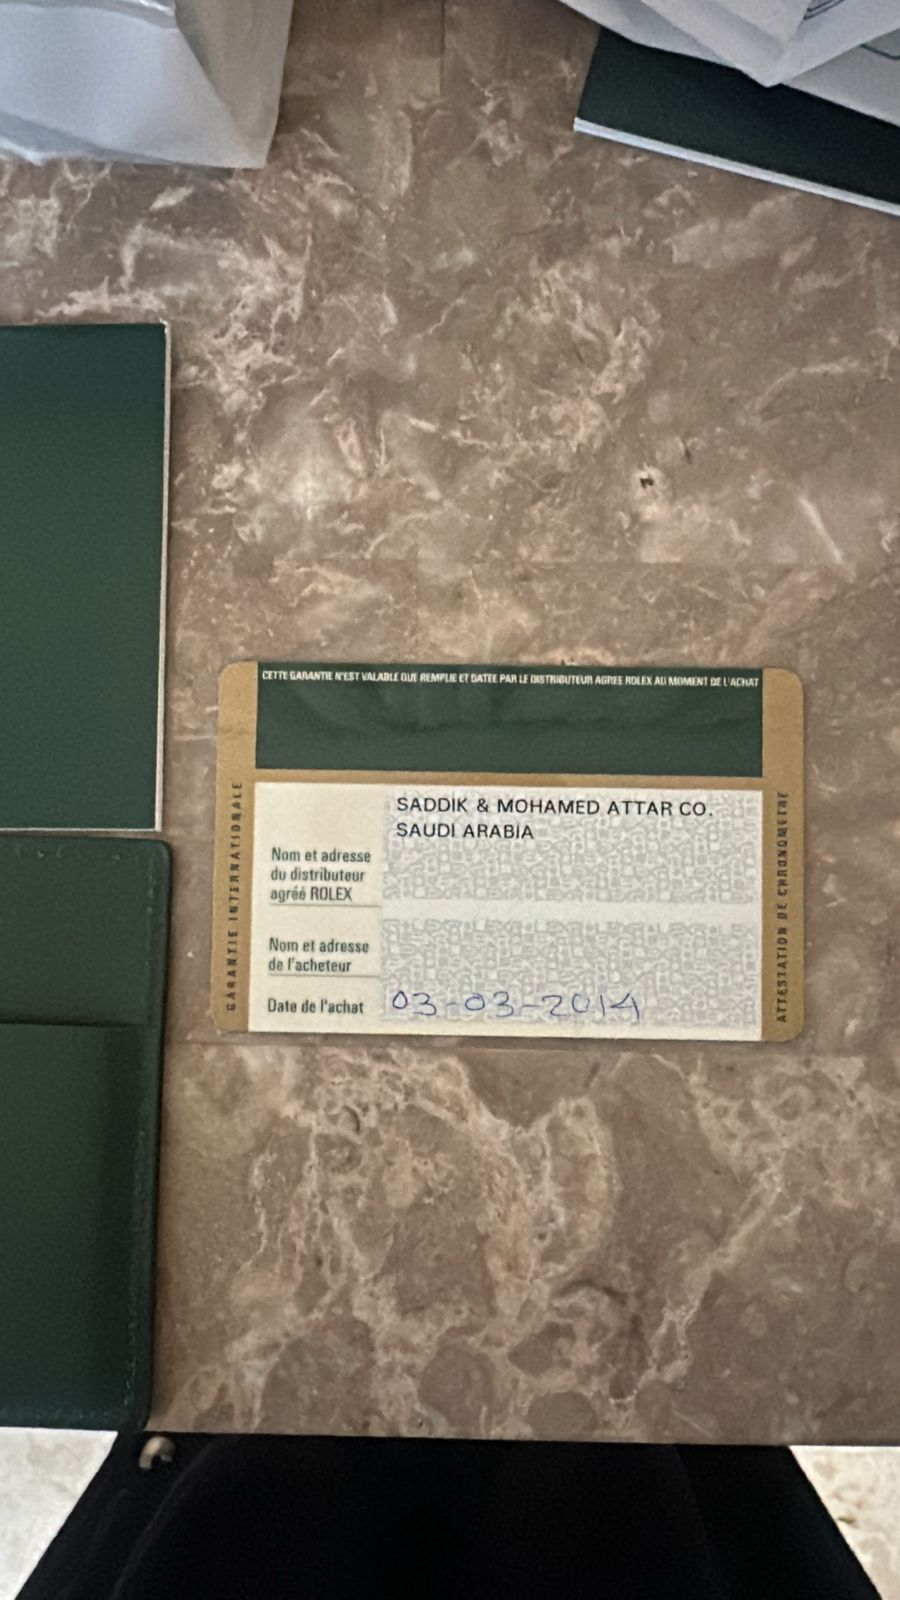 CETTE GARANTIE N'EST VALABLE QUE REMPLIE ET DATEE PAR LE DISTRIBUTEUR AGREE ROLEX AU MOMENT DE L'ACHAT
GARANTIE INTERNATIONALE
SADDIK & MOHAMED ATTAR CO.
SAUDI ARABIA
Nom et adresse
du distributeur
agréé ROLEX
Nom et adresse
de l'acheteur
Date de l'achat 03-03-2014
ATTESTATION DE CHRONOMETRE